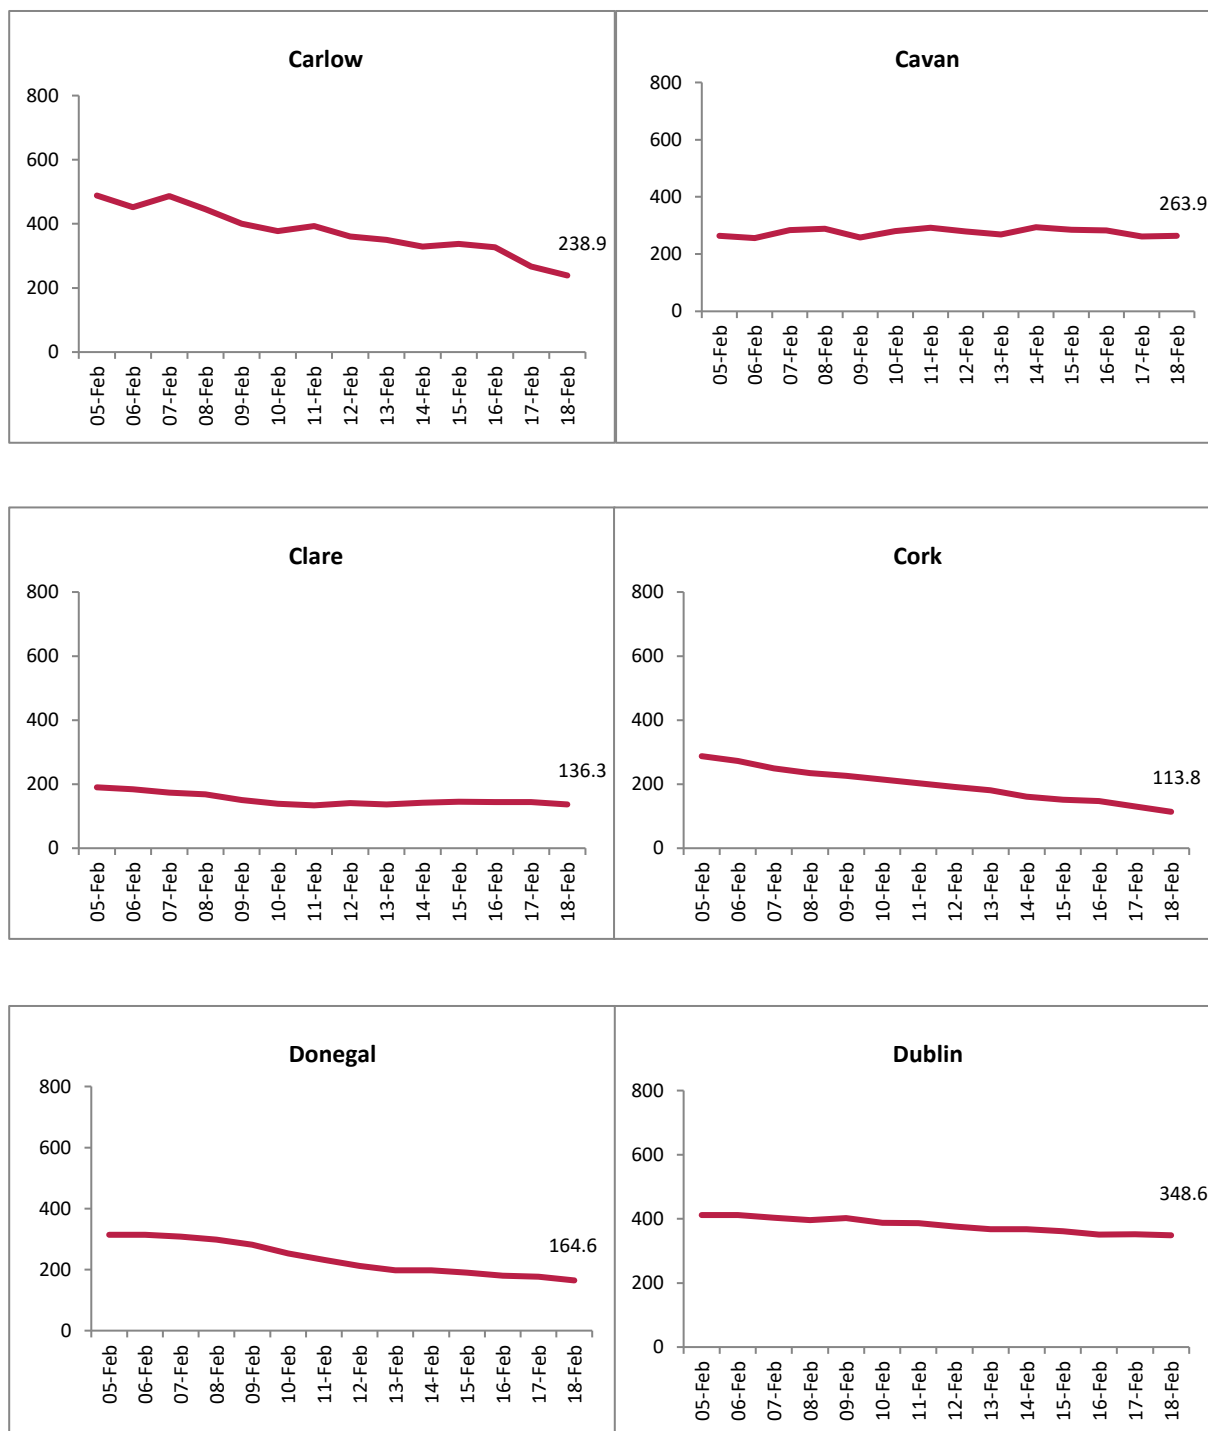 Carlow
800
600
400
238.9
200
0
05-Feb
06-Feb
07-Feb
08-Feb
09-Feb
10-Feb
11-Feb
12-Feb
13-Feb
14-Feb
15-Feb
16-Feb
17-Feb
18-Feb
Cavan
800
600
400
263.9
200
0
05-Feb
06-Feb
07-Feb
08-Feb
09-Feb
10-Feb
11-Feb
12-Feb
13-Feb
14-Feb
15-Feb
16-Feb
17-Feb
18-Feb
Clare
800
600
400
136.3
200
0
05-Feb
06-Feb
07-Feb
08-Feb
09-Feb
10-Feb
11-Feb
12-Feb
13-Feb
14-Feb
15-Feb
16-Feb
17-Feb
18-Feb
Cork
800
600
400
113.8
200
0
05-Feb
06-Feb
07-Feb
08-Feb
09-Feb
10-Feb
11-Feb
12-Feb
13-Feb
14-Feb
15-Feb
16-Feb
17-Feb
18-Feb
Donegal
800
600
400
164.6
200
0
05-Feb
06-Feb
07-Feb
08-Feb
09-Feb
10-Feb
11-Feb
12-Feb
13-Feb
14-Feb
15-Feb
16-Feb
17-Feb
18-Feb
Dublin
800
600
348.6
400
200
0
05-Feb
06-Feb
07-Feb
08-Feb
09-Feb
10-Feb
11-Feb
12-Feb
13-Feb
14-Feb
15-Feb
16-Feb
17-Feb
18-Feb